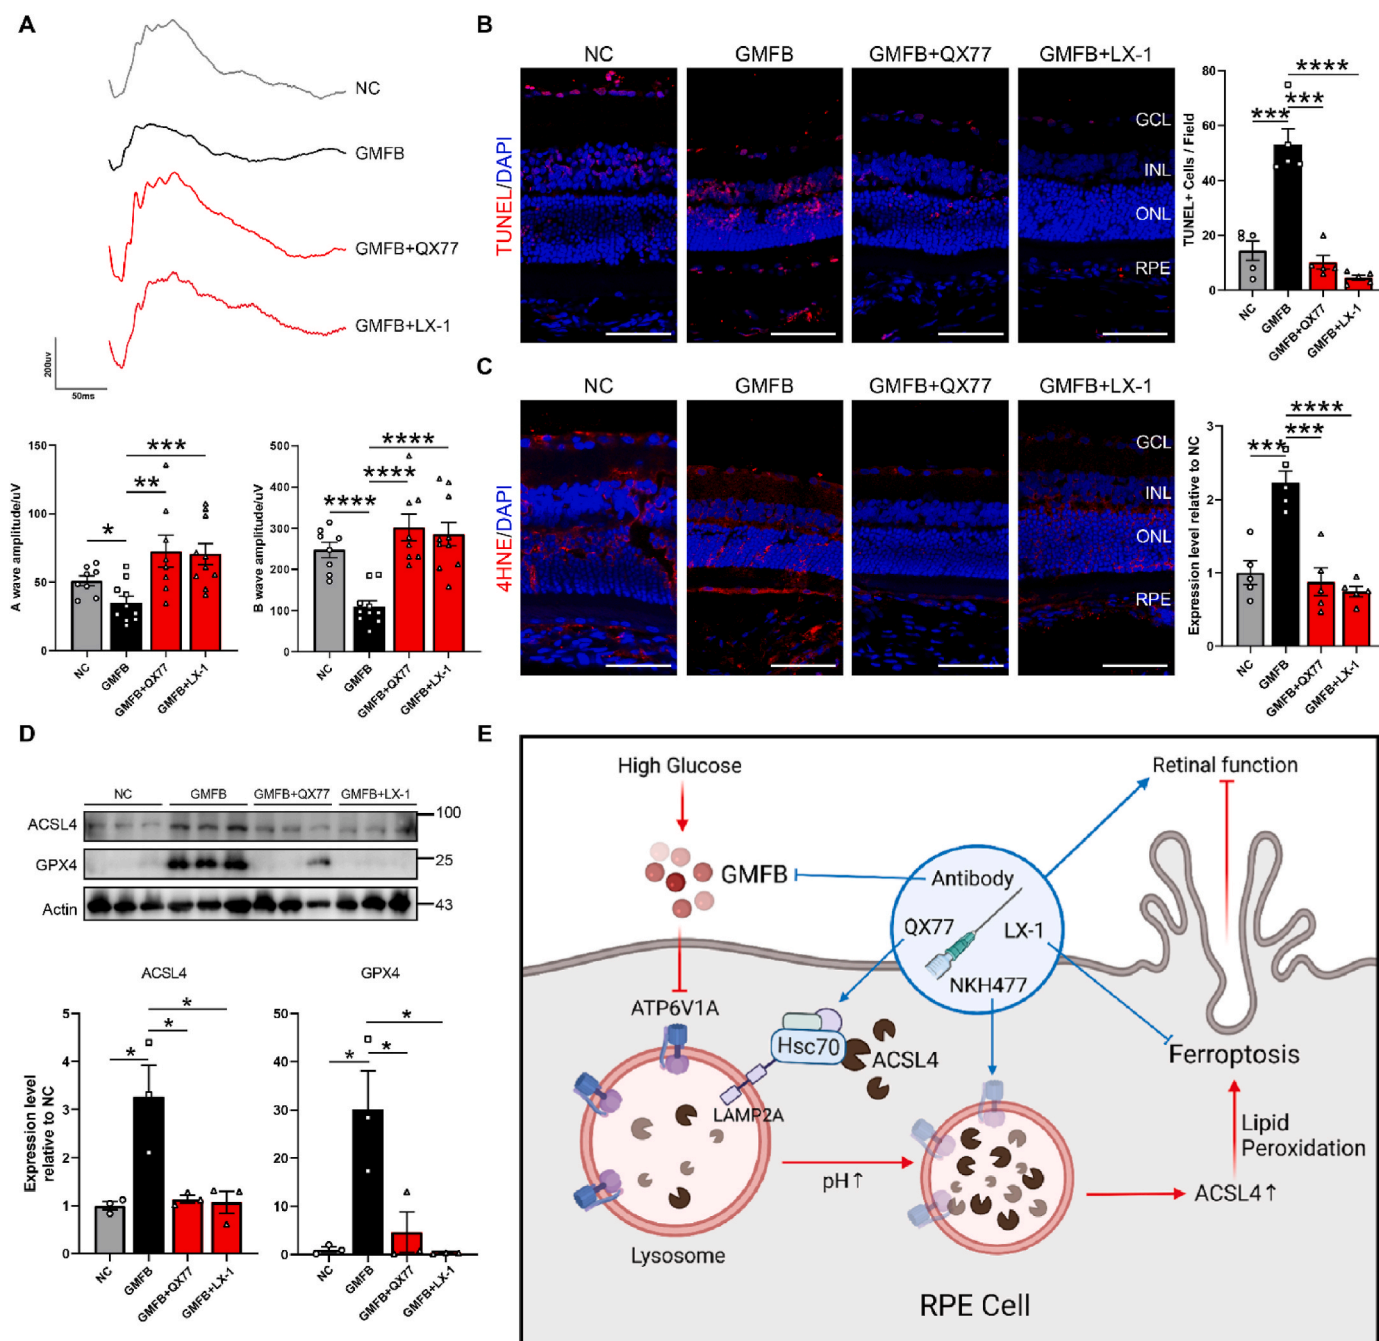 A
NC
GMFB
GMFB+QX77
GMFB+LX-1
200uv
50ms
A wave amplitude/uV
150
100
50
0
*
**
***
NC
GMFB
GMFB+QX77
GMFB+LX-1
B wave amplitude/uV
500
400
300
200
100
0
****
****
****
NC
GMFB
GMFB+QX77
GMFB+LX-1
B
NC
GMFB
GMFB+QX77
GMFB+LX-1
TUNEL/DAPI
GCL
INL
ONL
RPE
TUNEL+ Cells / Field
80
60
40
20
0
****
***
***
NC
GMFB
GMFB+QX77
GMFB+LX-1
C
NC
GMFB
GMFB+QX77
GMFB+LX-1
4HNE/DAPI
GCL
INL
ONL
RPE
Expression level relative to NC
3
2
1
0
****
***
***
NC
GMFB
GMFB+QX77
GMFB+LX-1
D
NC
GMFB
GMFB+QX77
GMFB+LX-1
ACSL4
100
GPX4
25
Actin
43
ACSL4
Expression level
relative to NC
5
4
3
2
1
0
*
*
*
NC
GMFB
GMFB+QX77
GMFB+LX-1
GPX4
50
40
30
20
10
0
*
*
*
NC
GMFB
GMFB+QX77
GMFB+LX-1
E
High Glucose
Retinal function
GMFB
Antibody
QX77
LX-1
NKH477
ATP6V1A
Hsc70
ACSL4
LAMP2A
Ferroptosis
Lipid
Peroxidation
pH↑
ACSL4↑
Lysosome
RPE Cell